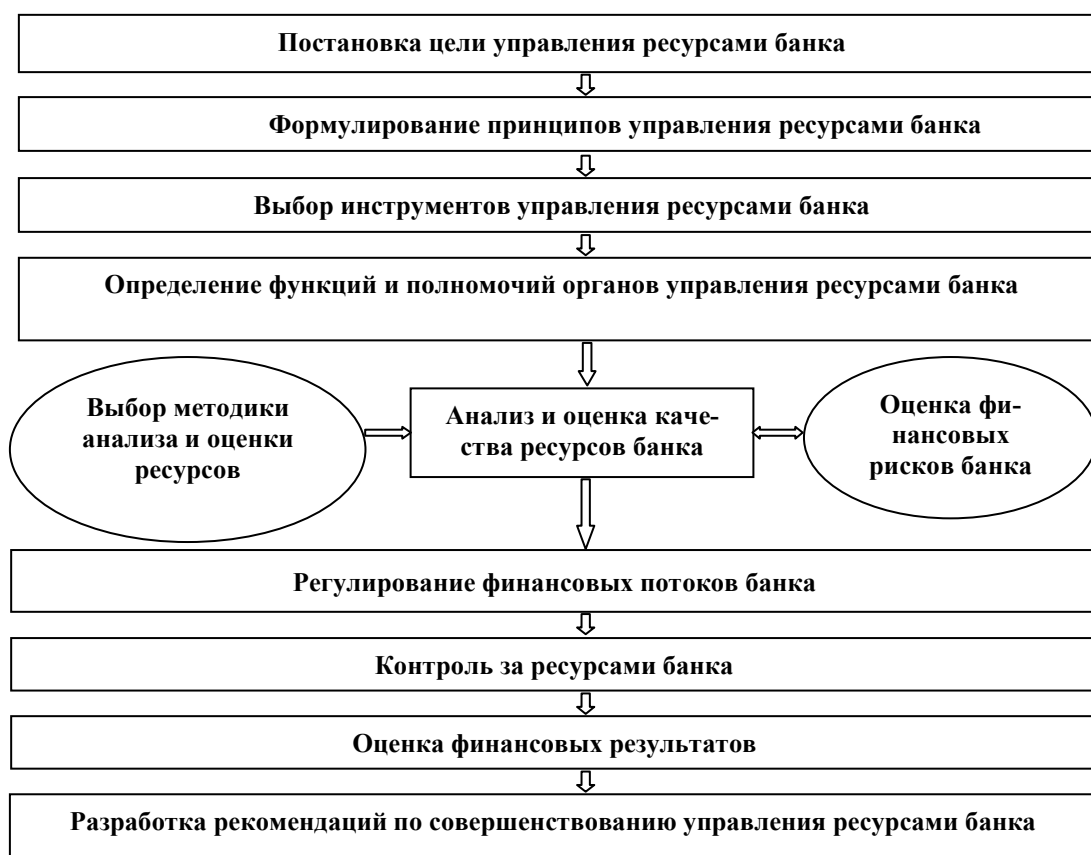 Постановка цели управления ресурсами банка
Формулирование принципов управления ресурсами банка
Выбор инструментов управления ресурсами банка
Определение функций и полномочий органов управления ресурсами банка
Выбор методики
анализа и оценки
ресурсов
Анализ и оценка каче-
ства ресурсов банка
Оценка фи-
нансовых
рисков банка
Регулирование финансовых потоков банка
Контроль за ресурсами банка
Оценка финансовых результатов
Разработка рекомендаций по совершенствованию управления ресурсами банка